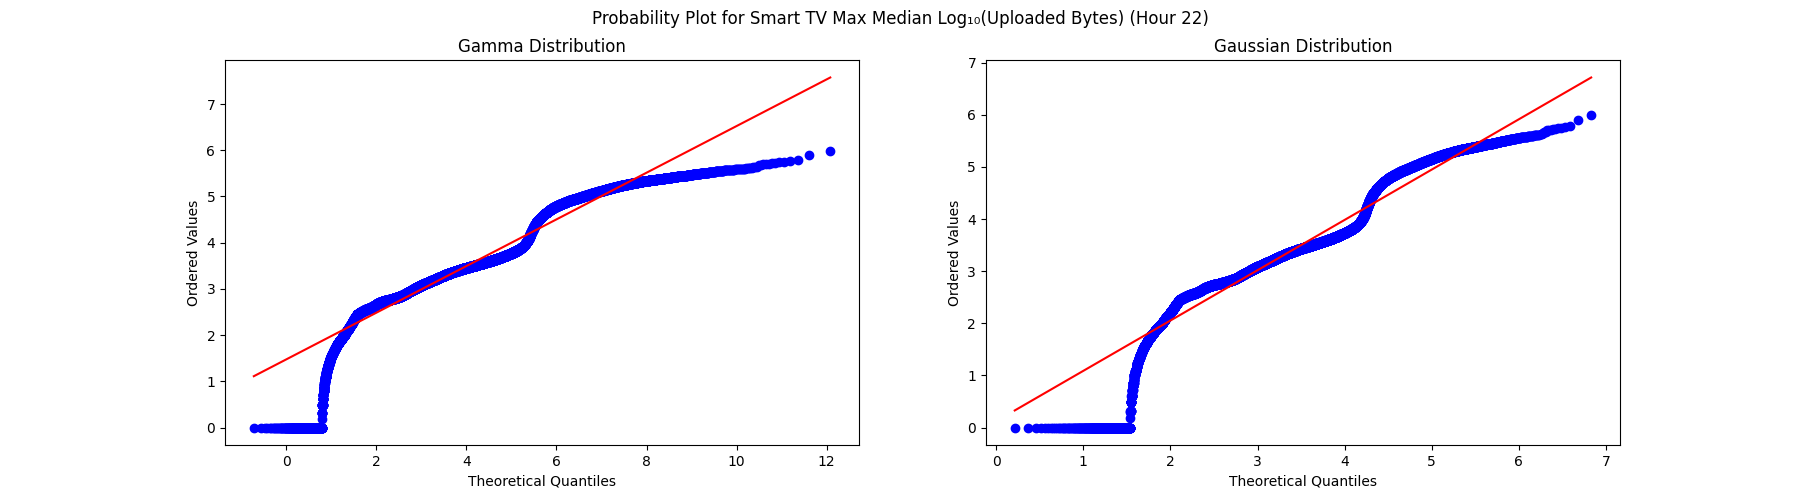 Probability Plot for Smart TV Max Median Log₁₀(Uploaded Bytes) (Hour 22)
Gamma Distribution
Ordered Values
7
6
5
4
3
2
1
0
0 2 4 6 8 10 12
Theoretical Quantiles
Gaussian Distribution
Ordered Values
7
6
5
4
3
2
1
0
0 1 2 3 4 5 6 7
Theoretical Quantiles